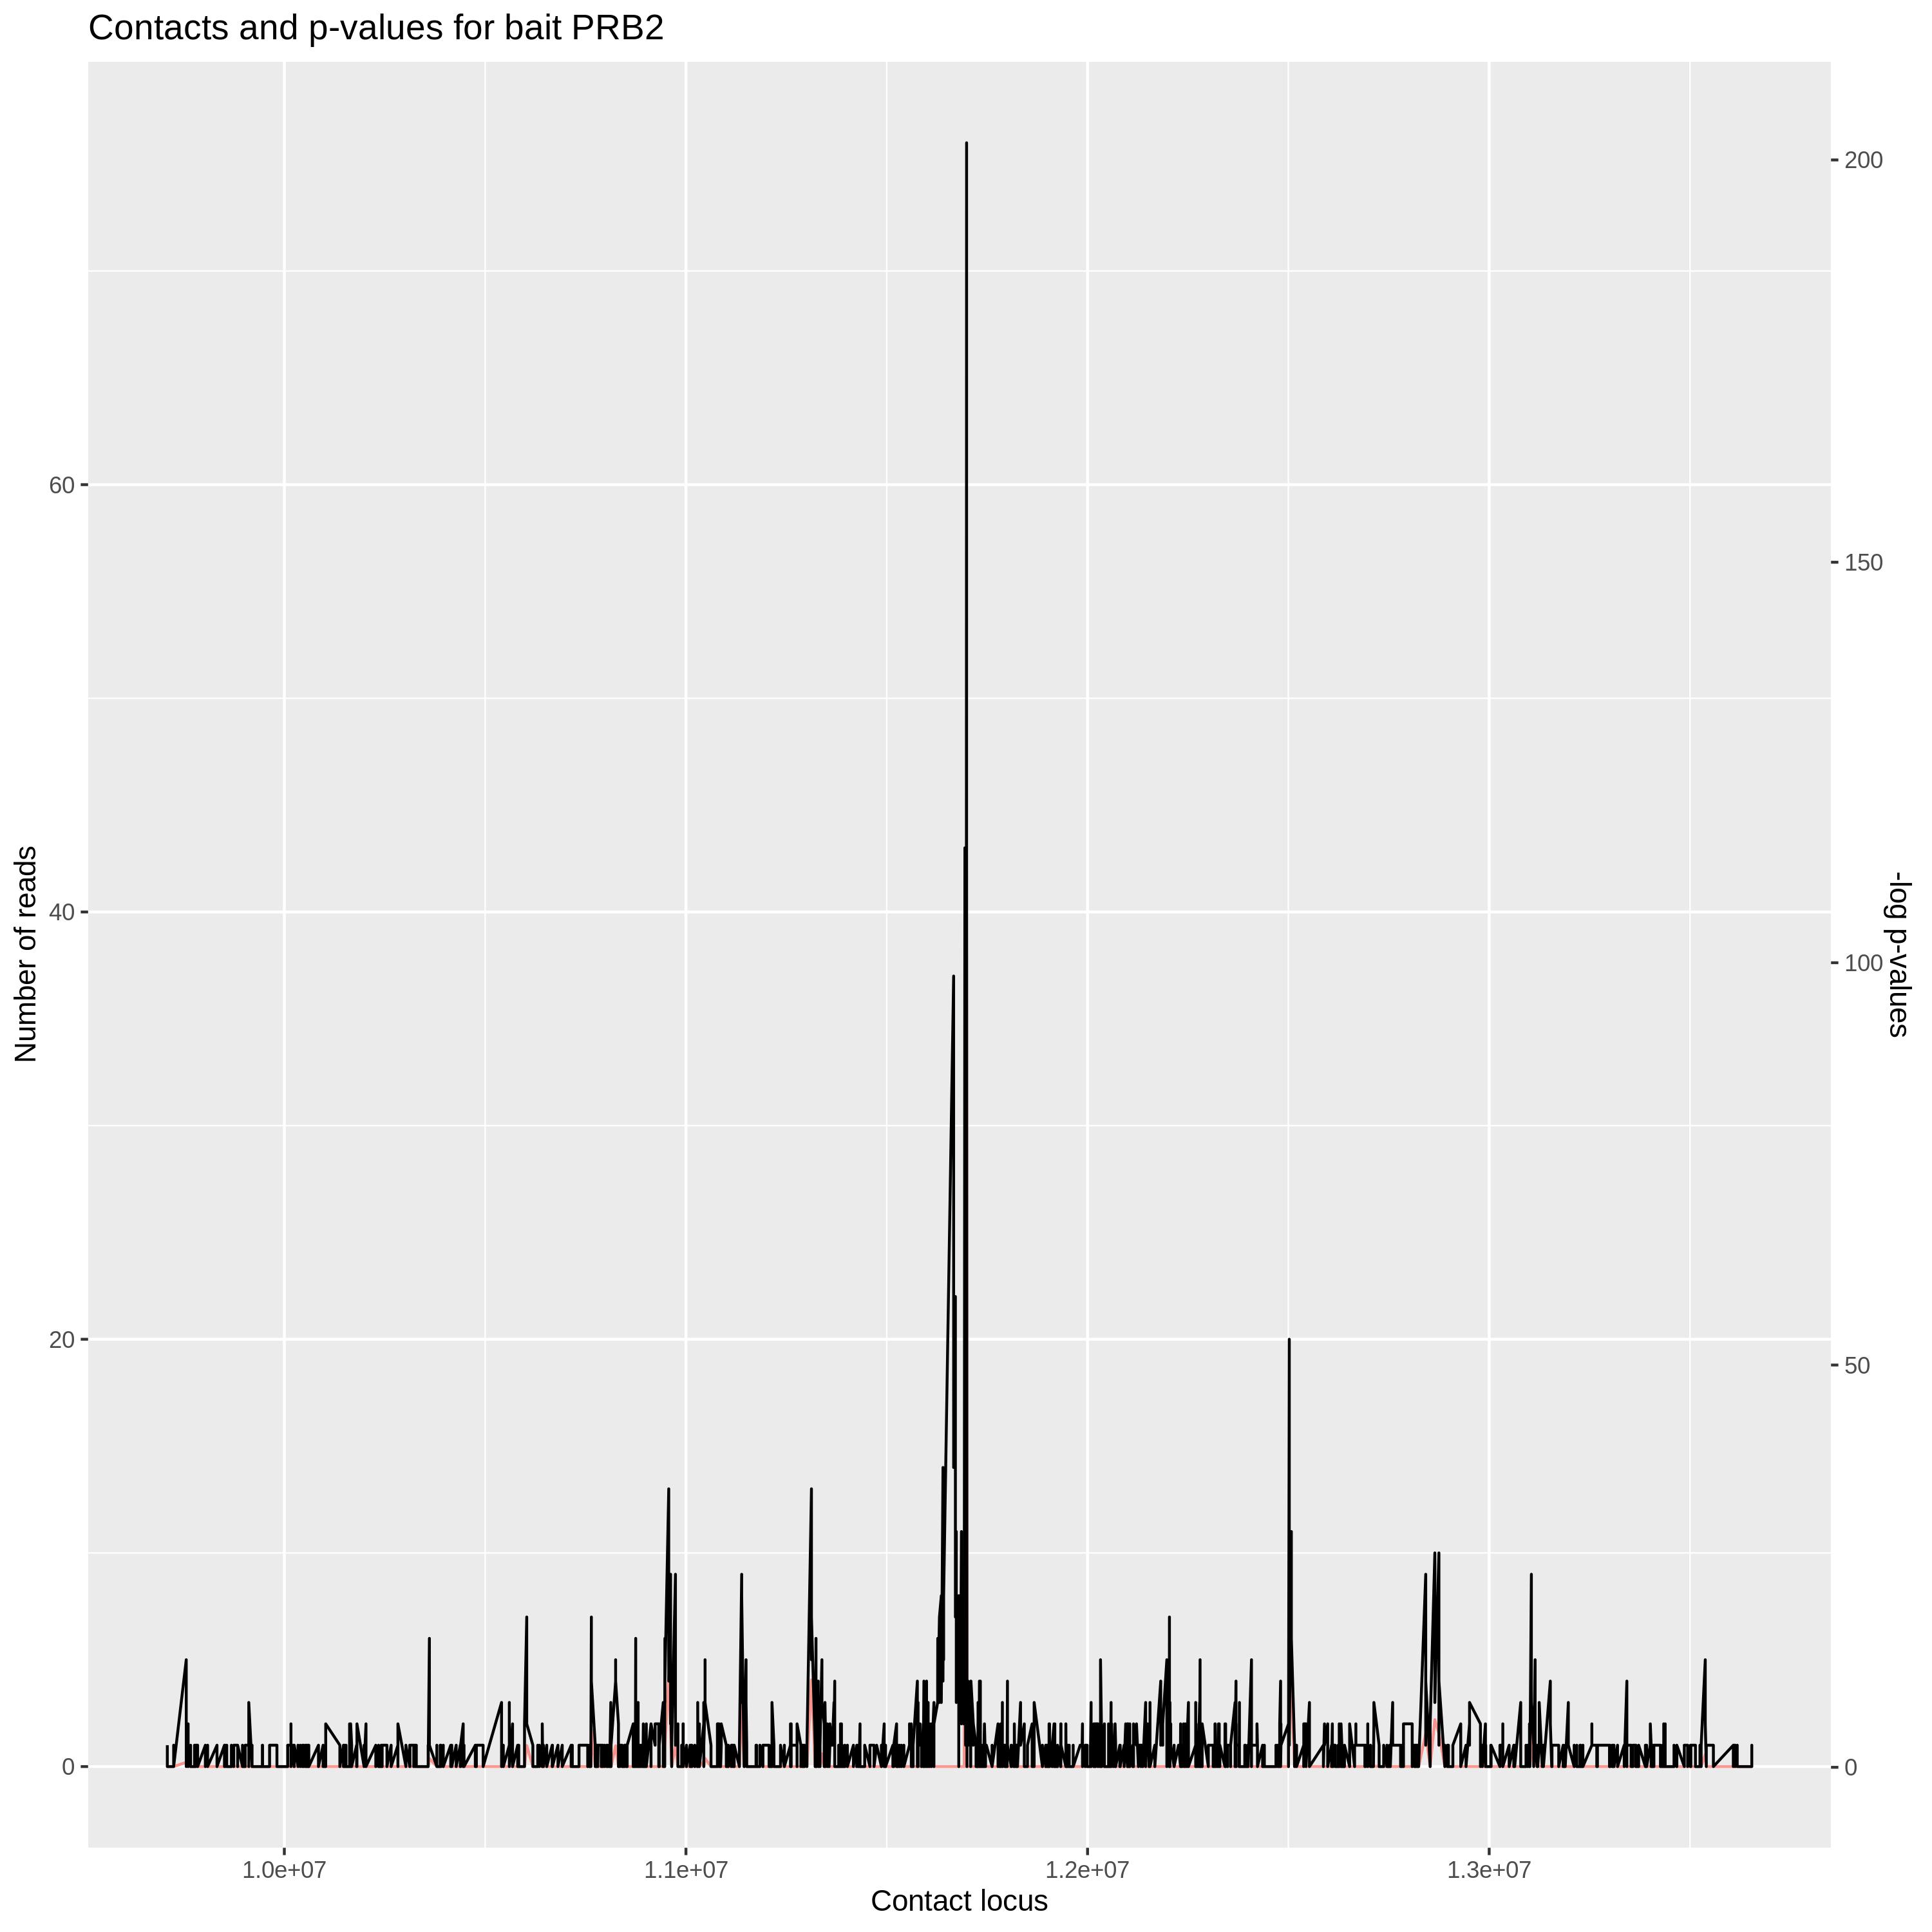 Contacts and p-values for bait PRB2
200
60
150
Number of reads
40
100
-log p-values
20
50
0
0
1.0e+07
1.1e+07
1.2e+07
1.3e+07
Contact locus